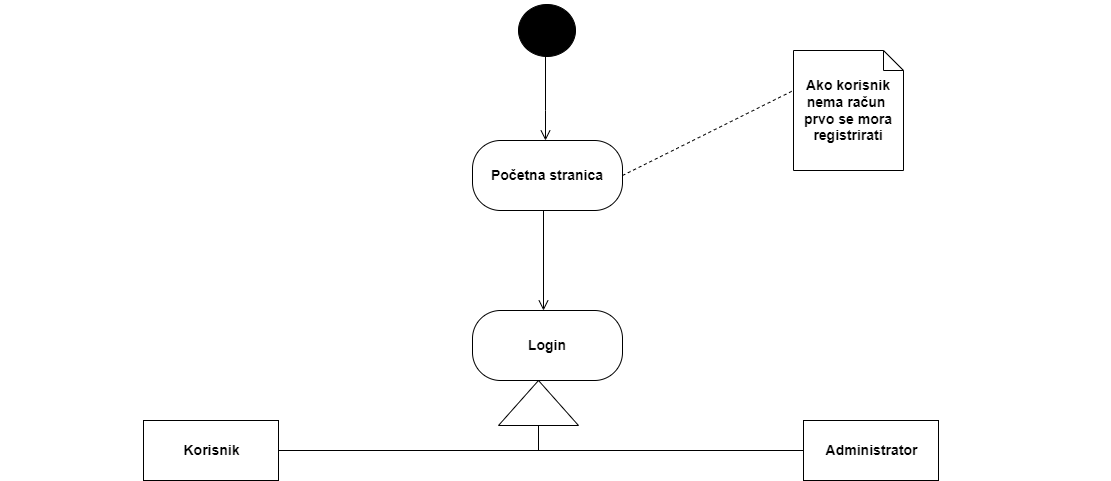 Ako korisnik
nema račun
prvo se mora
registrirati
Početna stranica
Login
Korisnik
Administrator